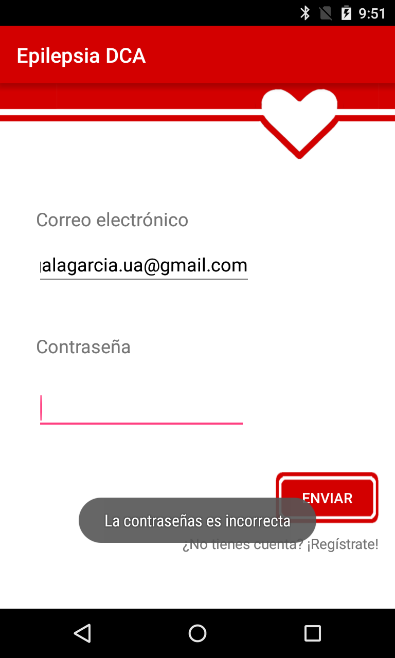 9:51
Epilepsia DCA
Correo electrónico
alagarcia.ua@gmail.com
Contraseña
ENVIAR
La contraseñas es incorrecta
¿No tienes cuenta? ¡Regístrate!